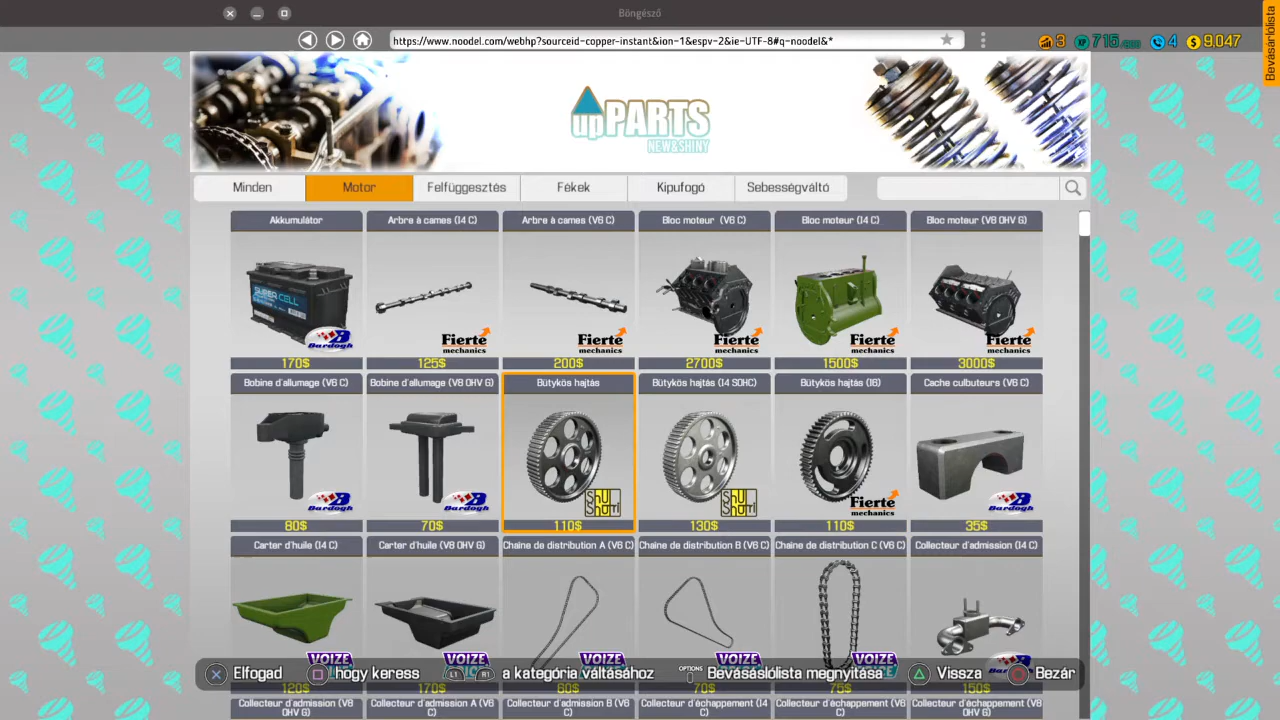 Böngésző
https://www.noodel.com/webhp?sourceid-copper-instant&ion-1&espv-2&ie-UTF-8#q-noodel&*
3
4
9,047
Bevásárlólista
upPARTS
NEW&SHINY
Minden
Motor
Felfüggesztés
Fékek
Kipufogó
Sebességváltó
Akkumulátor
Arbre à cames (I4 C)
Arbre à cames (V6 C)
Bloc moteur (V6 C)
Bloc moteur (I4 C)
Bloc moteur (V8 OHV G)
SUPER CELL
Bardogh
Fierte
mechanics
Fierte
mechanics
Fierte
mechanics
Fierte
mechanics
Fierte
mechanics
170$
125$
200$
2700$
1500$
3000$
Bobine d'allumage (V6 C)
Bobine d'allumage (V8 OHV G)
Bütykös hajtás
Bütykös hajtás (I4 SOHC)
Bütykös hajtás (I6)
Cache culbuteurs (V6 C)
Bardogh
Bardogh
Fierte
mechanics
Bardogh
80$
70$
110$
130$
110$
35$
Carter d'huile (I4 C)
Carter d'huile (V8 OHV G)
Chaine de distribution A (V6 C)
Chaine de distribution B (V6 C)
Chaine de distribution C (V6 C)
Collecteur d'admission (I4 C)
VOIZE
VOIZE
VOIZE
VOIZE
VOIZE
Elfogad
hogy keress
L1
R1
a kategória váltásához
OPTIONS
Bevásáslólista megnyitása
Vissza
Bezár
120$
170$
60$
70$
75$
150$
Collecteur d'admission (V8 OHV G)
Collecteur d'admission A (V6 C)
Collecteur d'admission B (V6 C)
Collecteur d'échappement (I4 C)
Collecteur d'échappement (V6 C)
Collecteur d'échappement (V8 OHV G)